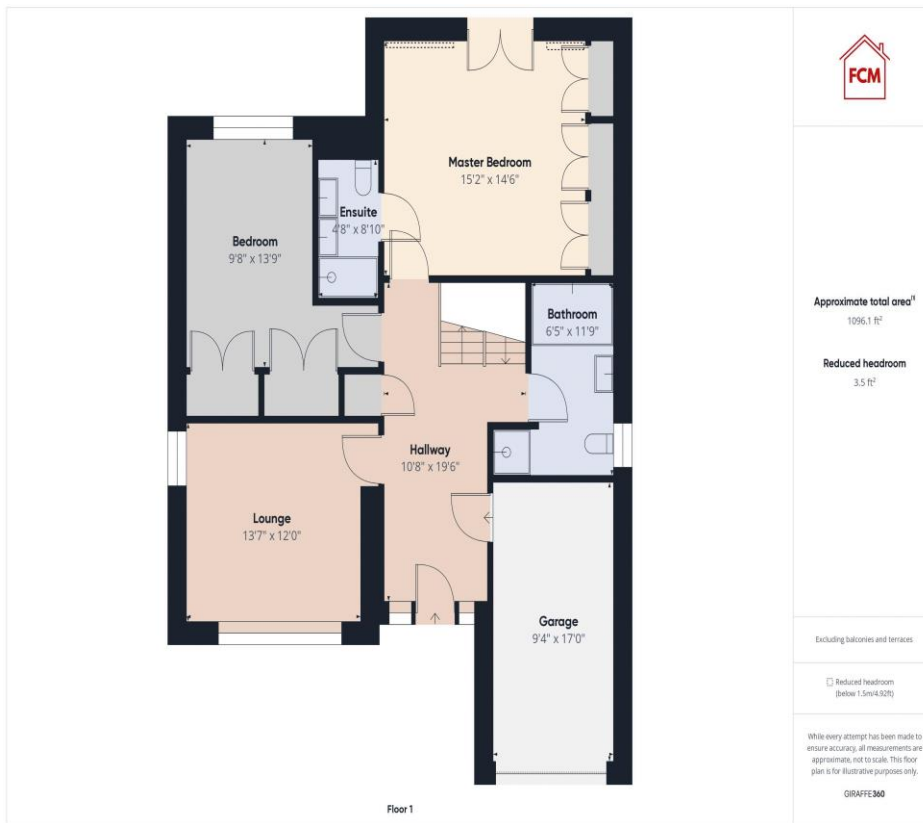 Master Bedroom
15'2" x 14'6"
Ensuite
4'8" x 8'10"
Bedroom
9'8" x 13'9"
Bathroom
6'5" x 11'9"
Hallway
10'8" x 19'6"
Lounge
13'7" x 12'0"
Garage
9'4" x 17'0"
Floor 1
FCM
Approximate total area⁽¹⁾
1096.1 ft²
Reduced headroom
3.5 ft²
Excluding balconies and terraces
Reduced headroom
(below 1.5m/4.92ft)
While every attempt has been made to
ensure accuracy, all measurements are
approximate, not to scale. This floor
plan is for illustrative purposes only.
GIRAFFE360